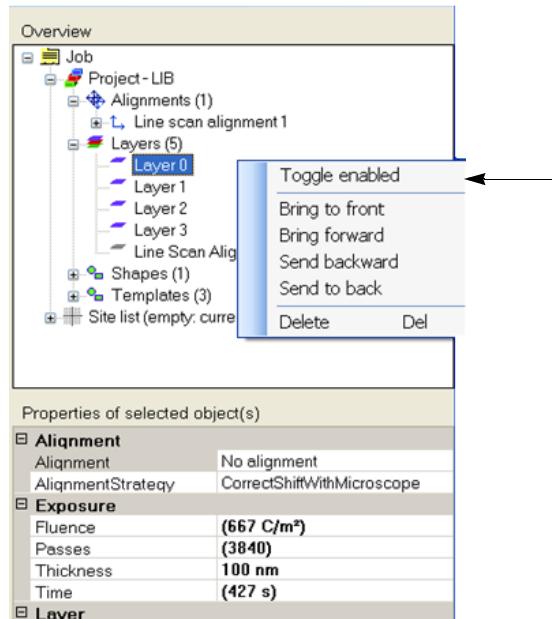 Overview
Job
Project - LIB
Alignments (1)
Line scan alignment 1
Layers (5)
Layer 0
Layer 1
Layer 2
Layer 3
Line Scan Alig
Shapes (1)
Templates (3)
Site list (empty: curre
Toggle enabled
Bring to front
Bring forward
Send backward
Send to back
Delete Del
Properties of selected object(s)
Alignment
Alignment No alignment
AlignmentStrategy CorrectShiftWithMicroscope
Exposure
Fluence (667 C/m²)
Passes (3840)
Thickness 100 nm
Time (427 s)
Layer